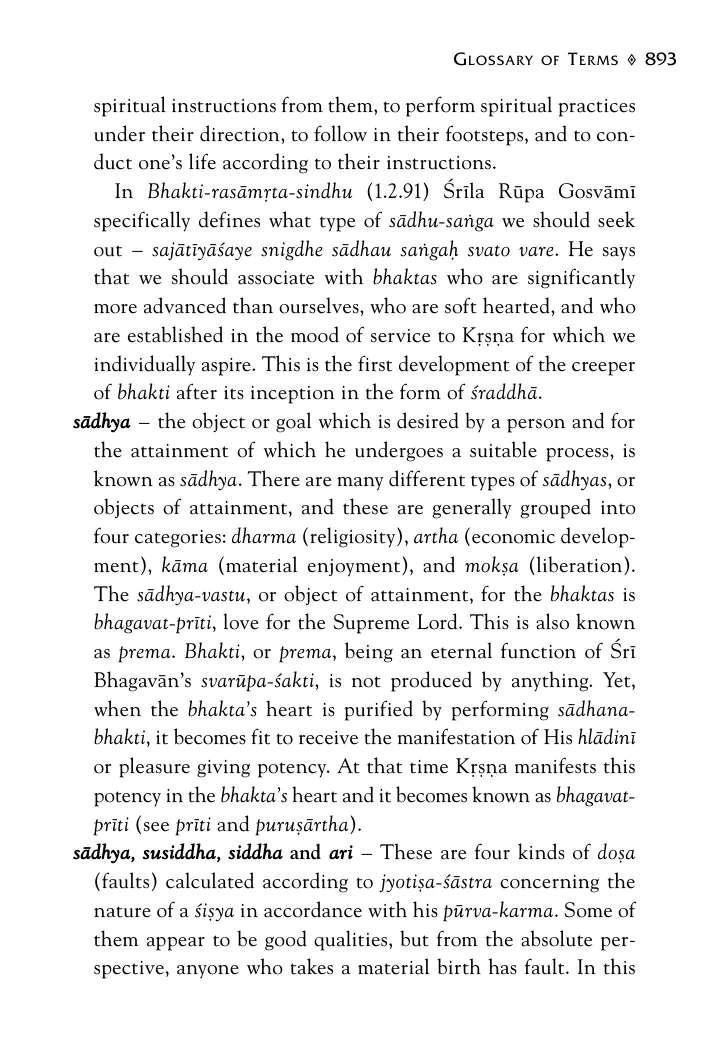 Glossary of Terms ◊ 893
spiritual instructions from them, to perform spiritual practices
under their direction, to follow in their footsteps, and to con-
duct one’s life according to their instructions.
In Bhakti-rasāmṛta-sindhu (1.2.91) Śrīla Rūpa Gosvāmī
specifically defines what type of sādhu-saṅga we should seek
out – sajātīyāśaye snigdhe sādhau saṅgaḥ svato vare. He says
that we should associate with bhaktas who are significantly
more advanced than ourselves, who are soft hearted, and who
are established in the mood of service to Kṛṣṇa for which we
individually aspire. This is the first development of the creeper
of bhakti after its inception in the form of śraddhā.
sādhya – the object or goal which is desired by a person and for
the attainment of which he undergoes a suitable process, is
known as sādhya. There are many different types of sādhyas, or
objects of attainment, and these are generally grouped into
four categories: dharma (religiosity), artha (economic develop-
ment), kāma (material enjoyment), and mokṣa (liberation).
The sādhya-vastu, or object of attainment, for the bhaktas is
bhagavat-prīti, love for the Supreme Lord. This is also known
as prema. Bhakti, or prema, being an eternal function of Śrī
Bhagavān’s svarūpa-śakti, is not produced by anything. Yet,
when the bhakta’s heart is purified by performing sādhana-
bhakti, it becomes fit to receive the manifestation of His hlādinī
or pleasure giving potency. At that time Kṛṣṇa manifests this
potency in the bhakta’s heart and it becomes known as bhagavat-
prīti (see prīti and puruṣārtha).
sādhya, susiddha, siddha and ari – These are four kinds of doṣa
(faults) calculated according to jyotiṣa-śāstra concerning the
nature of a śiṣya in accordance with his pūrva-karma. Some of
them appear to be good qualities, but from the absolute per-
spective, anyone who takes a material birth has fault. In this